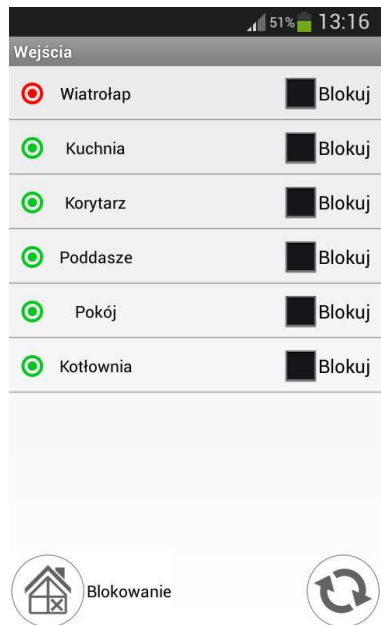 51% 13:16
Wejścia
Wiatrołap Blokuj
Kuchnia Blokuj
Korytarz Blokuj
Poddasze Blokuj
Pokój Blokuj
Kotłownia Blokuj
Blokowanie